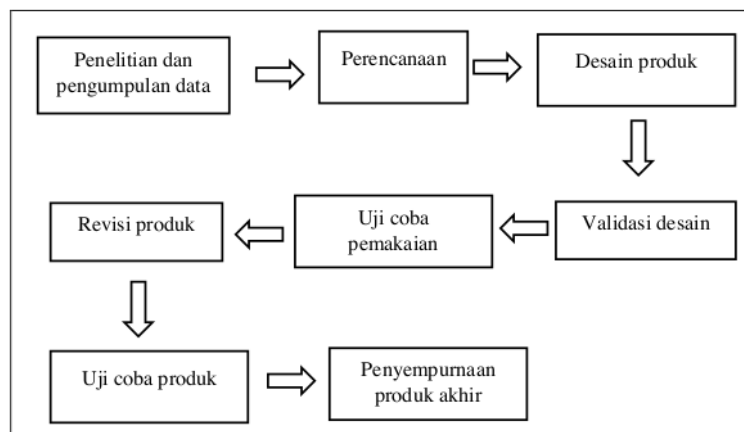 Penelitian dan
pengumpulan data
Perencanaan
Desain produk
Validasi desain
Uji coba
pemakaian
Revisi produk
Uji coba produk
Penyempurnaan
produk akhir